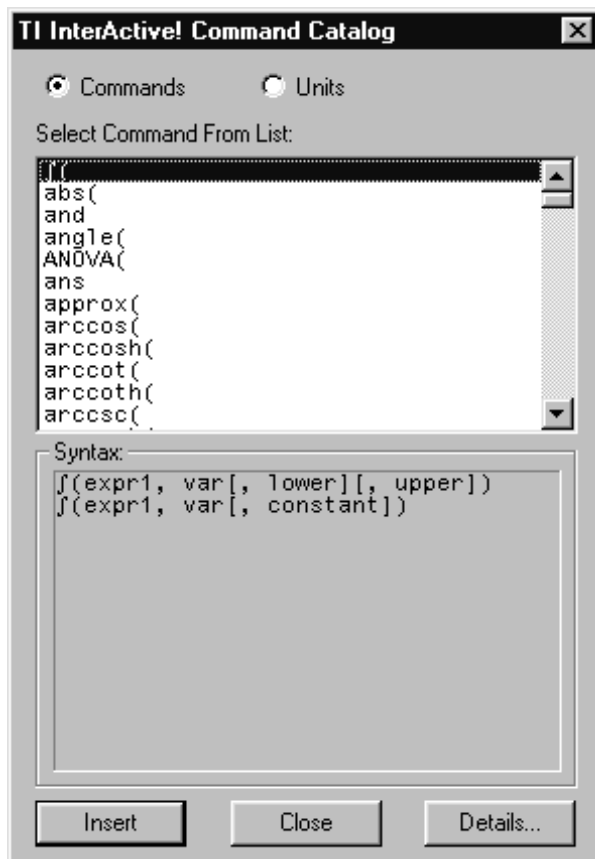 TI InterActive! Command Catalog
Commands Units
Select Command From List:
∫(
abs(
and
angle(
ANOVA(
ans
approx(
arccos(
arccosh(
arccot(
arccoth(
arccsc(
Syntax:
∫(expr1, var[, lower][, upper])
∫(expr1, var[, constant])
Insert Close Details...